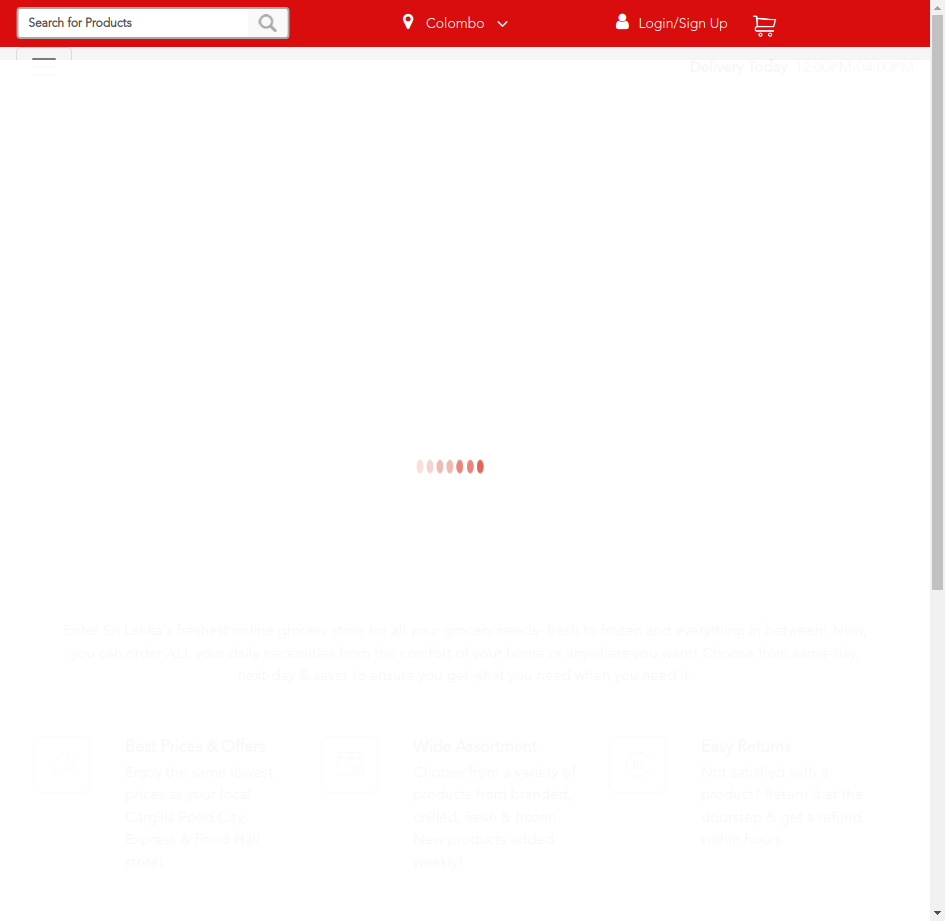 Search for Products
Colombo
Login/Sign Up
Delivery Today 12:00PM-04:00PM
Enter Sri Lanka's freshest online grocery store for all your grocery needs- fresh to frozen and everything in between! Now,
you can order ALL your daily necessities from the comfort of your home or anywhere you want! Choose from same-day,
next-day & saver to ensure you get what you need when you need it.
Best Prices & Offers
Enjoy the same lowest
prices as your local
Cargills Food City,
Express & Food Hall
store!
Wide Assortment
Choose from a variety of
products from branded,
chilled, fresh & frozen.
New products added
weekly!
Easy Returns
Not satisfied with a
product? Return it at the
doorstep & get a refund
within hours.